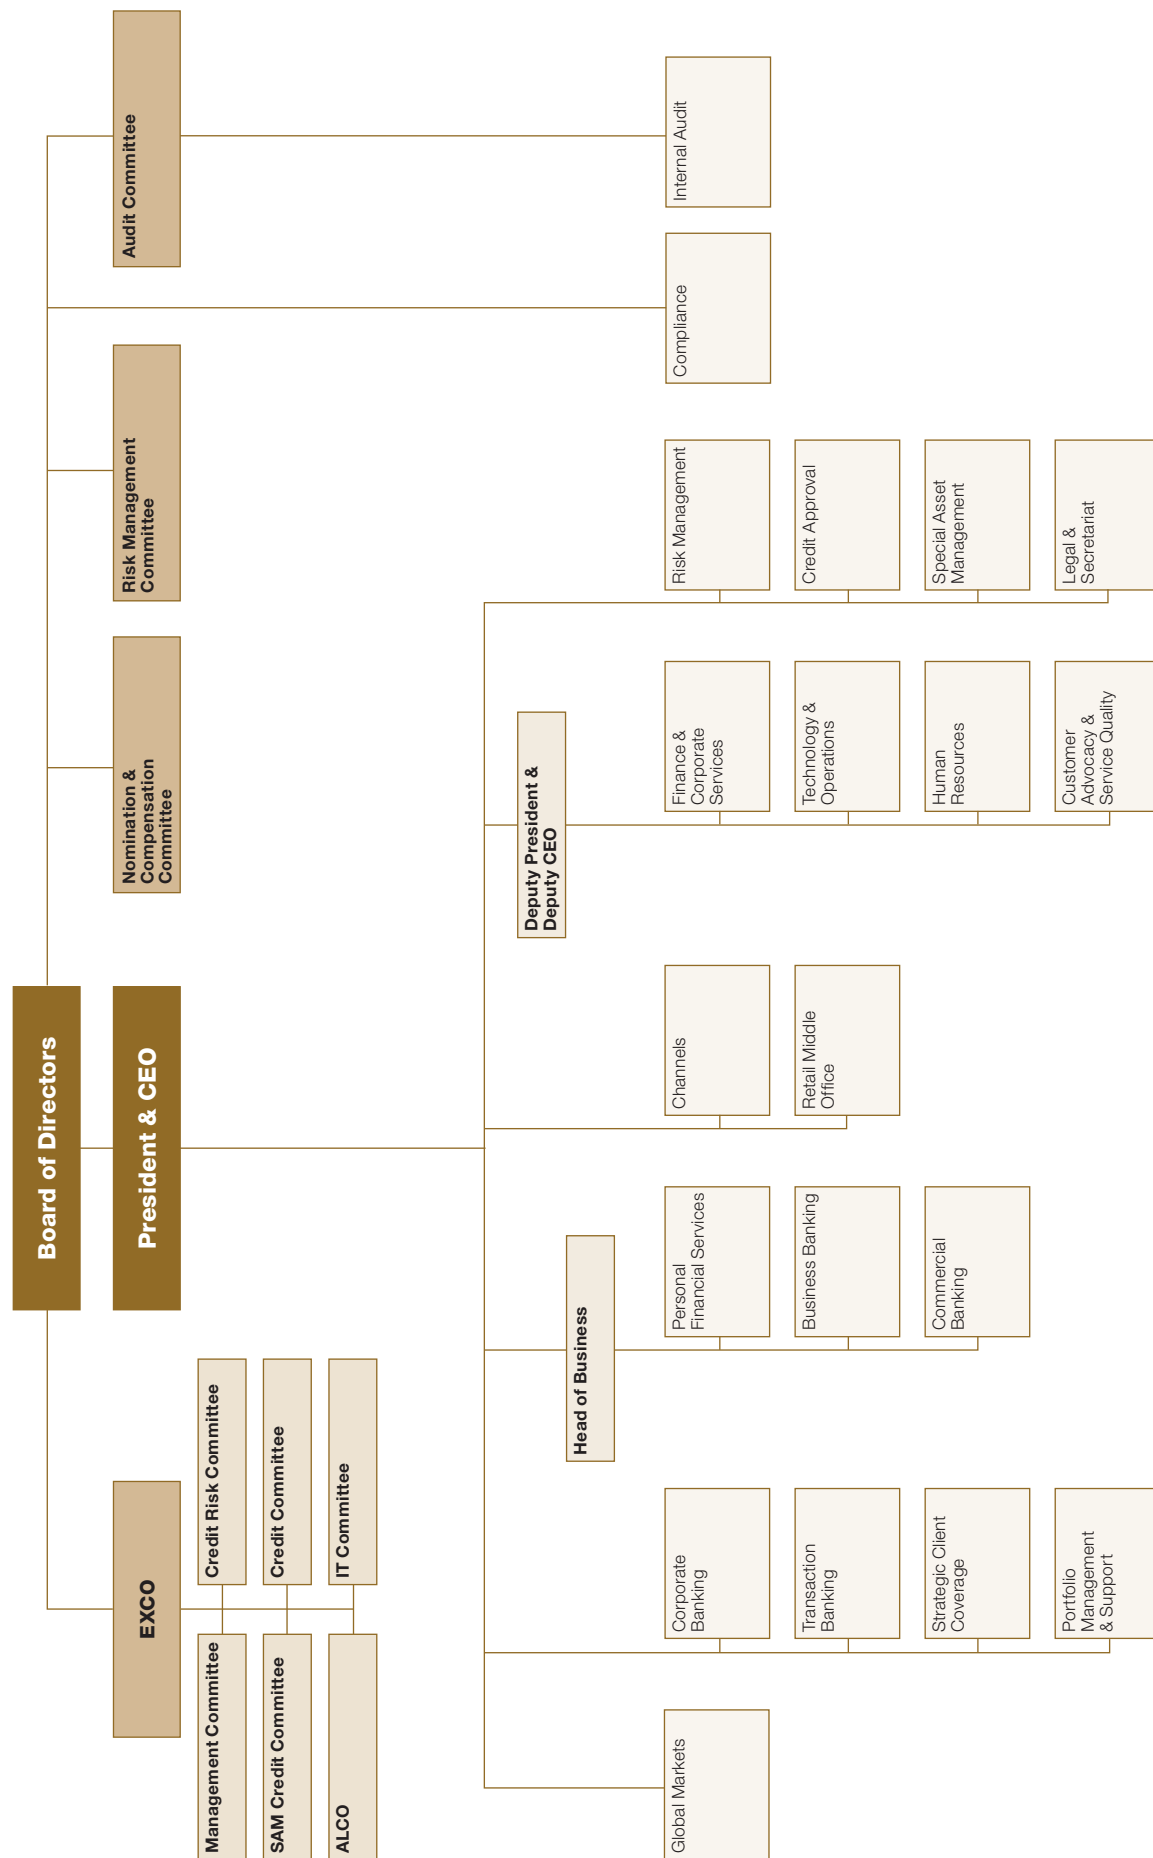 Board of Directors
President & CEO
EXCO
Nomination &
Compensation
Committee
Risk Management
Committee
Audit Committee
Management Committee
Credit Risk Committee
SAM Credit Committee
Credit Committee
ALCO
IT Committee
Head of Business
Deputy President &
Deputy CEO
Global Markets
Corporate
Banking
Transaction
Banking
Strategic Client
Coverage
Portfolio
Management
& Support
Personal
Financial Services
Business Banking
Commercial
Banking
Channels
Retail Middle
Office
Finance &
Corporate
Services
Technology &
Operations
Human
Resources
Customer
Advocacy &
Service Quality
Risk Management
Credit Approval
Special Asset
Management
Legal &
Secretariat
Compliance
Internal Audit